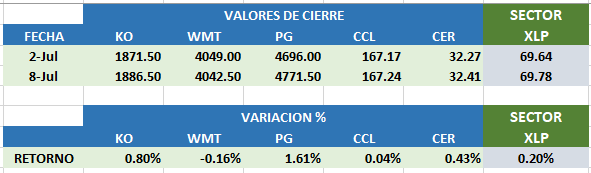 VALORES DE CIERRE SECTOR
FECHA KO WMT PG CCL CER XLP
2-Jul 1871.50 4049.00 4696.00 167.17 32.27 69.64
8-Jul 1886.50 4042.50 4771.50 167.24 32.41 69.78
VARIACION % SECTOR
KO WMT PG CCL CER XLP
RETORNO 0.80% -0.16% 1.61% 0.04% 0.43% 0.20%